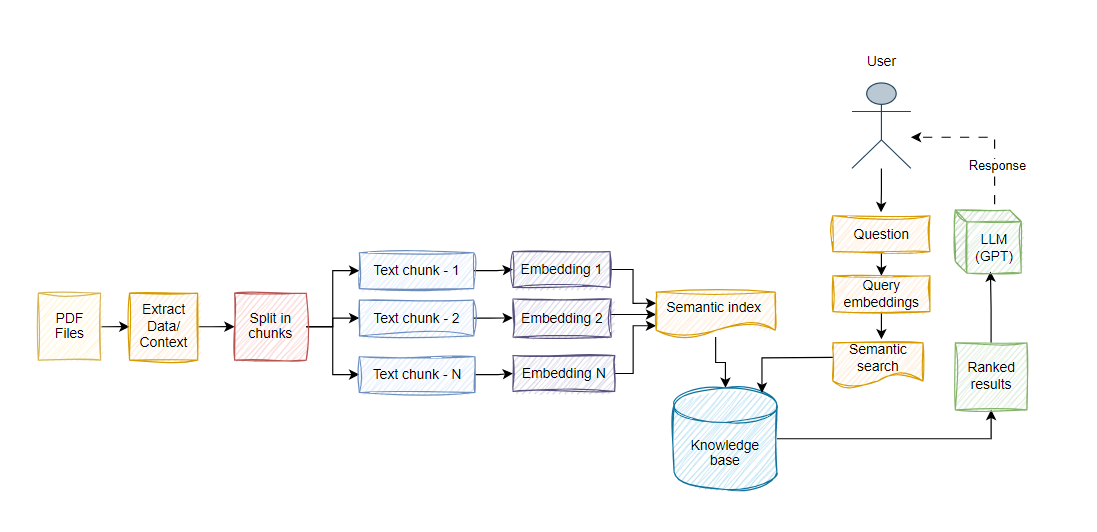 User
Response
Question
LLM
(GPT)
Text chunk - 1
Embedding 1
Query
embeddings
PDF
Files
Extract
Data/
Context
Split in
chunks
Text chunk - 2
Embedding 2
Semantic index
Semantic
search
Ranked
results
Text chunk - N
Embedding N
Knowledge
base